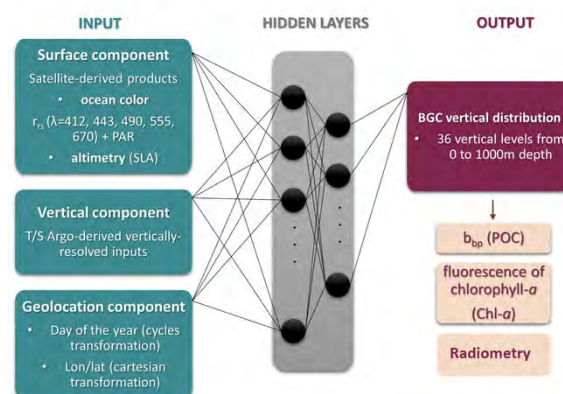 INPUT
HIDDEN LAYERS
OUTPUT
Surface component
Satellite-derived products
• ocean color
r_rs (λ=412, 443, 490, 555,
670) + PAR
• altimetry (SLA)
Vertical component
T/S Argo-derived vertically-
resolved inputs
Geolocation component
• Day of the year (cycles
transformation)
• Lon/lat (cartesian
transformation)
BGC vertical distribution
• 36 vertical levels from
0 to 1000m depth
b_bp (POC)
fluorescence of
chlorophyll-a
(Chl-a)
Radiometry